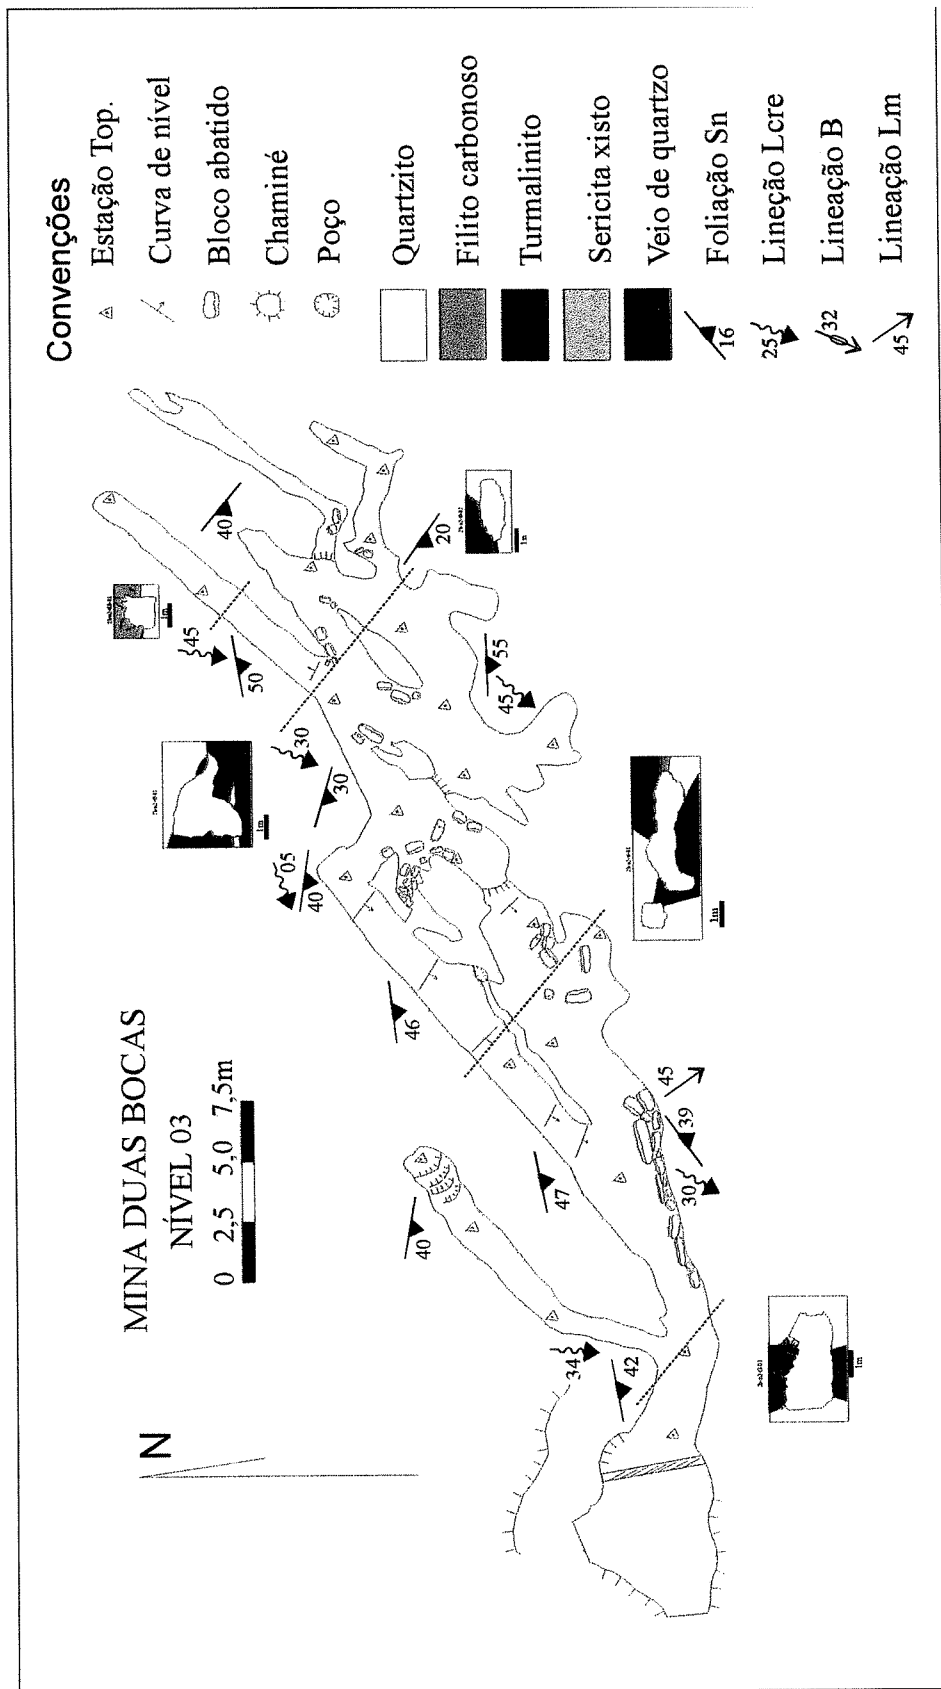 MINA DUAS BOCAS
NÍVEL 03
0 2,5 5,0 7,5m
N
Convenções
Estação Top.
Curva de nível
Bloco abatido
Chaminé
Poço
Quartzito
Filito carbonoso
Turmalinito
Sericita xisto
Veio de quartzo
16 Foliação Sn
25 Lineção Lcre
32 Lineação B
45 Lineação Lm
40
45
50
30
30
05
40
46
40
47
34
42
30
39
45
45
55
20
1m
1m
1m
1m
1m